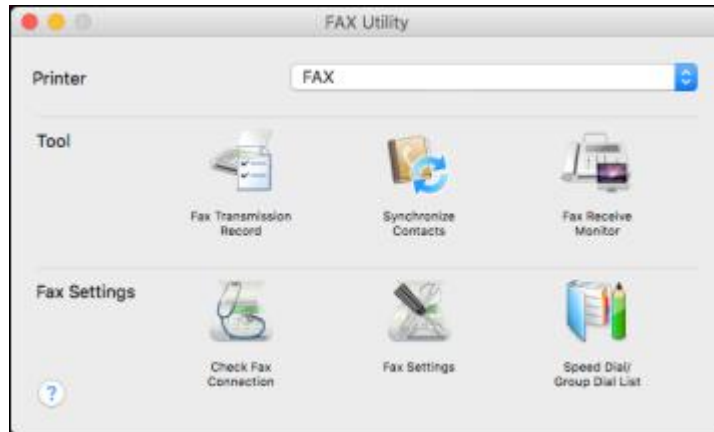 FAX Utility
Printer
FAX
Tool
Fax Transmission
Record
Synchronize
Contacts
Fax Receive
Monitor
Fax Settings
Check Fax
Connection
Fax Settings
Speed Dial/
Group Dial List
?